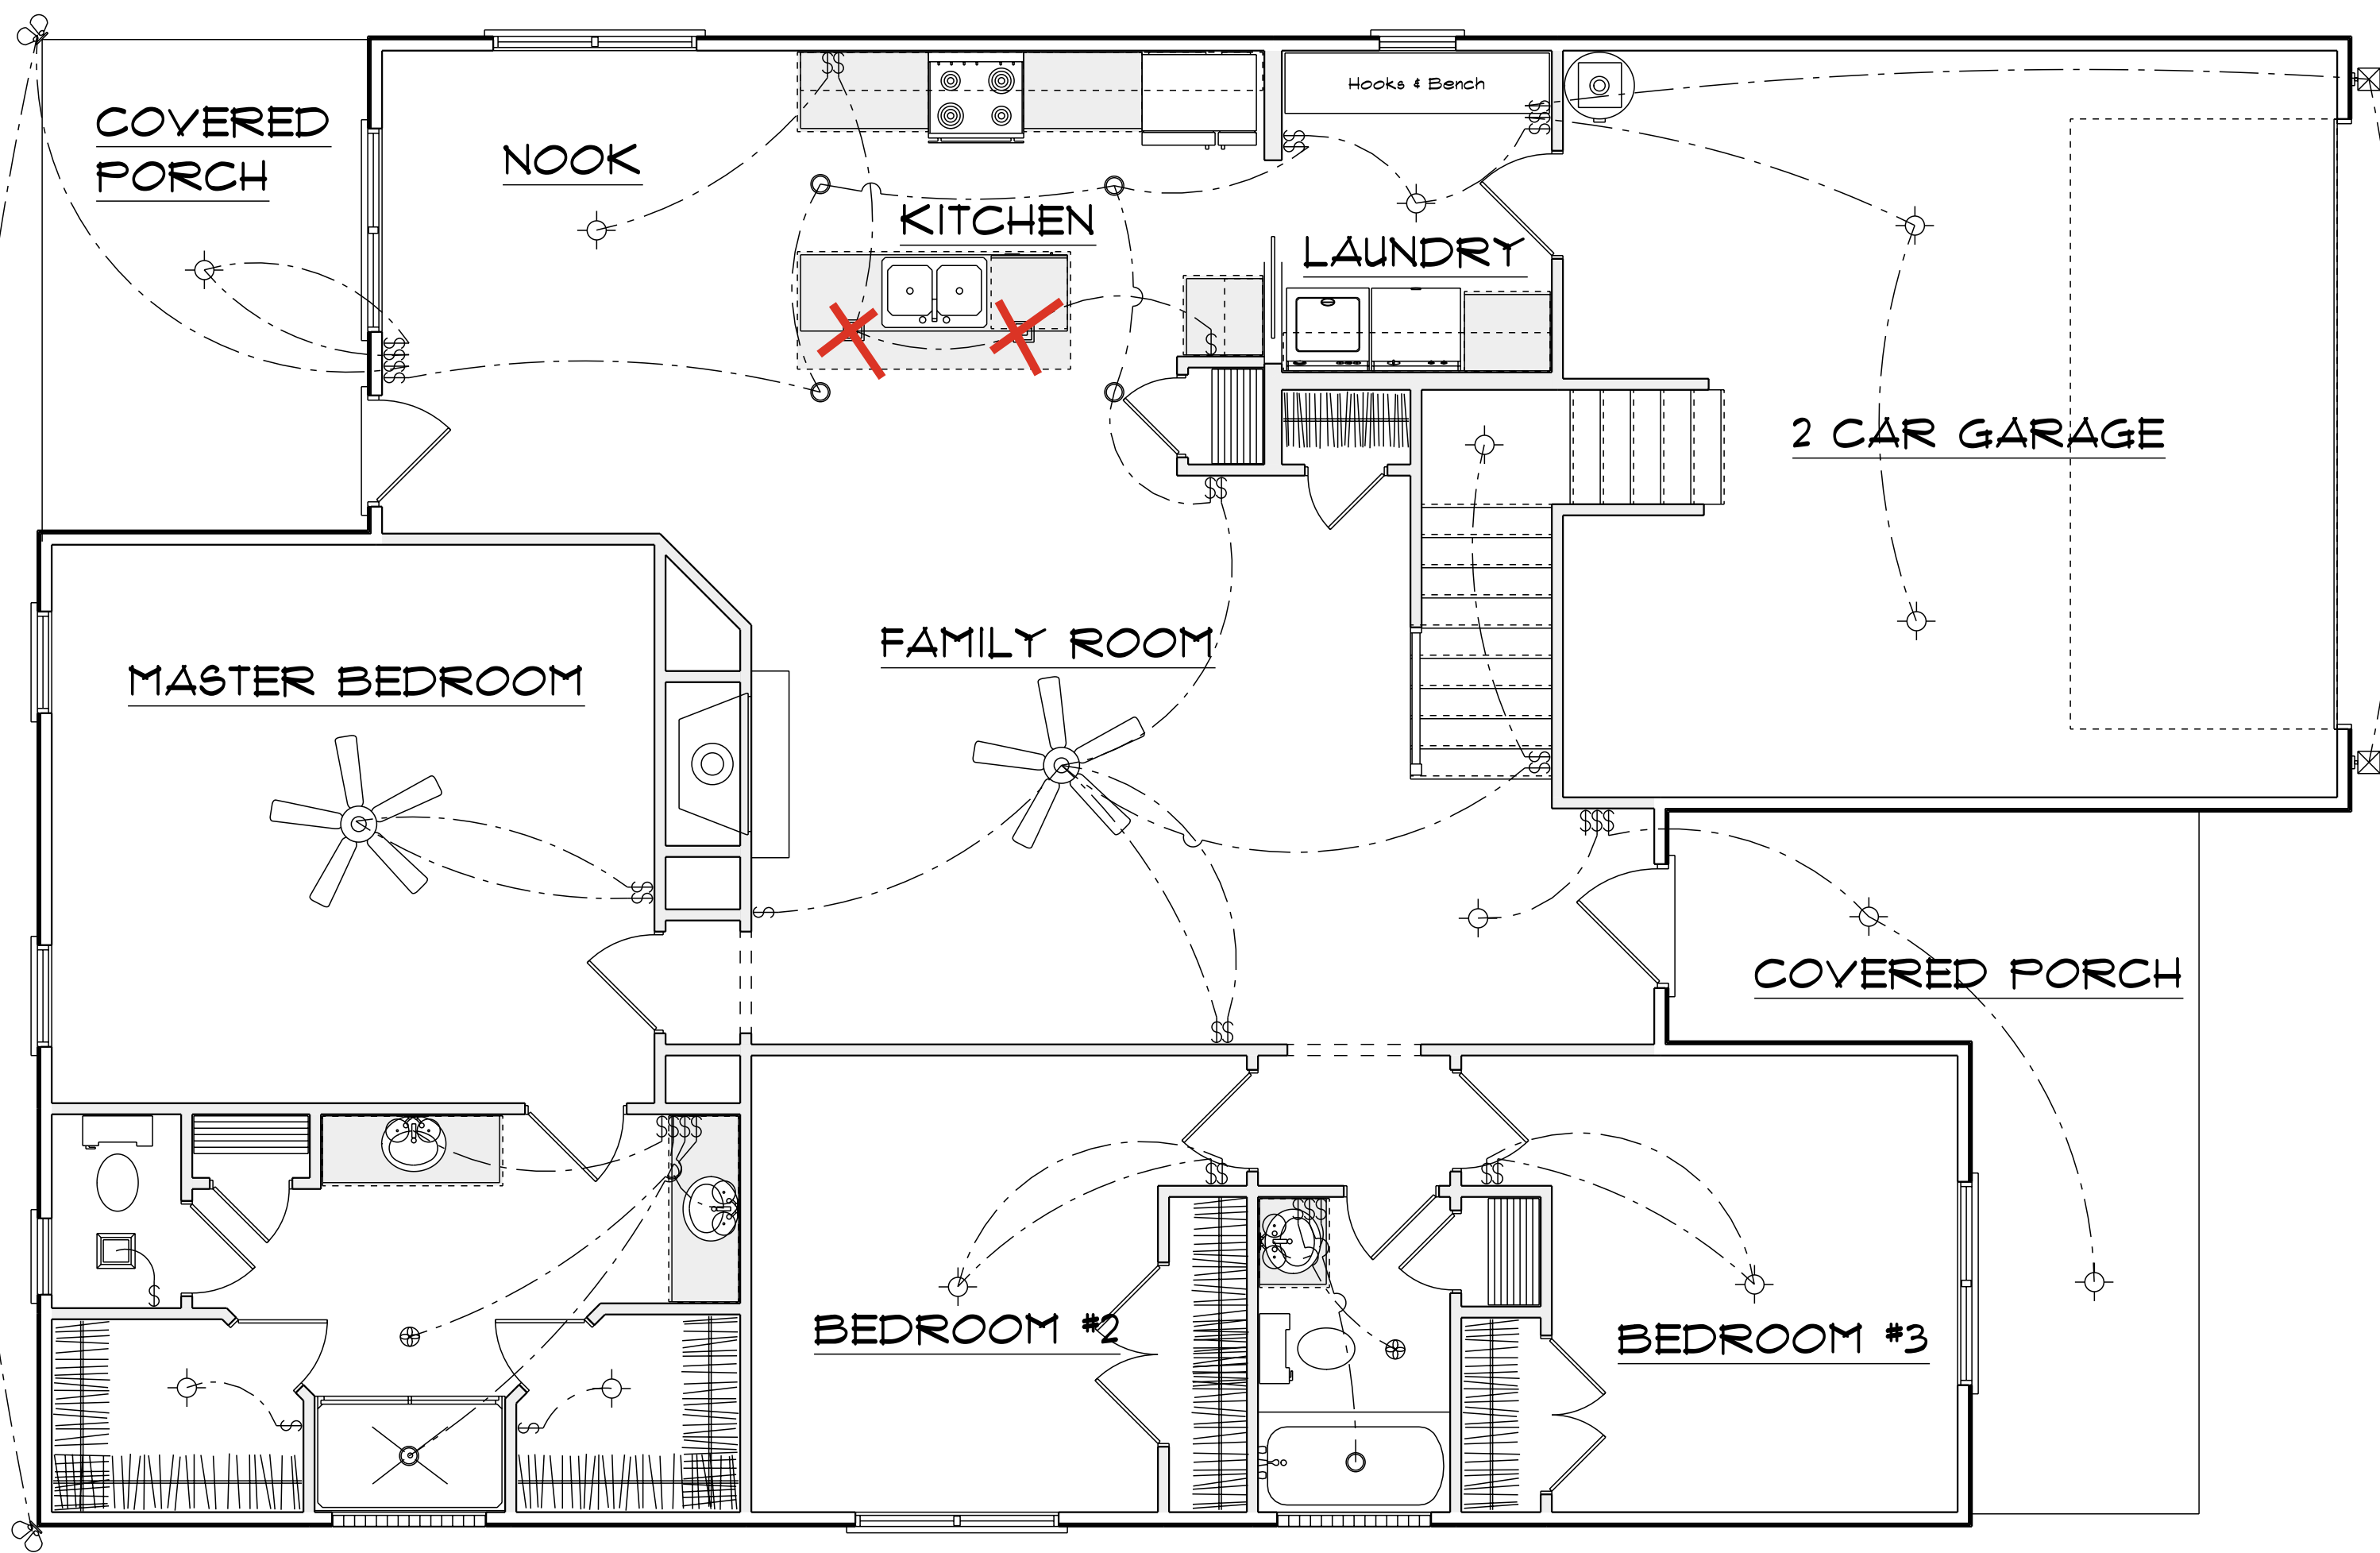 Hooks & Bench
COVERED
PORCH
NOOK
KITCHEN
LAUNDRY
2 CAR GARAGE
FAMILY ROOM
MASTER BEDROOM
COVERED PORCH
BEDROOM #2
BEDROOM #3